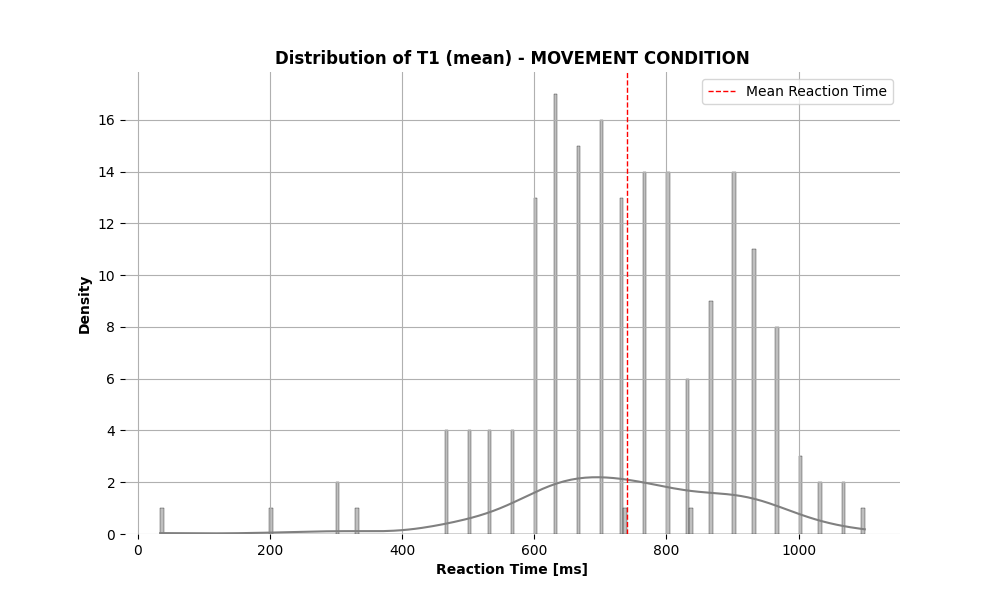 Distribution of T1 (mean) - MOVEMENT CONDITION
Mean Reaction Time
16
14
12
10
8
6
4
2
0
Density
0 200 400 600 800 1000
Reaction Time [ms]